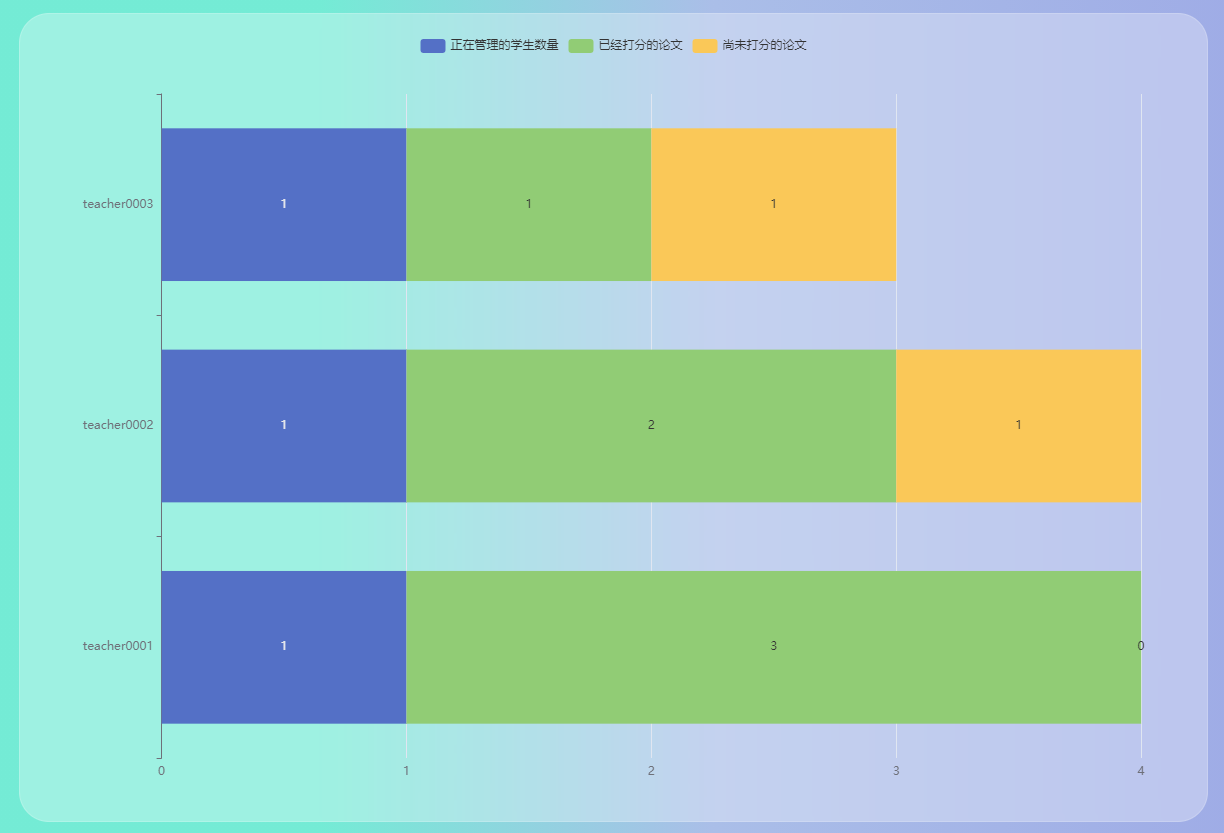 正在管理的学生数量 已经打分的论文 尚未打分的论文
teacher0003 1 1 1
teacher0002 1 2 1
teacher0001 1 3 0
0 1 2 3 4